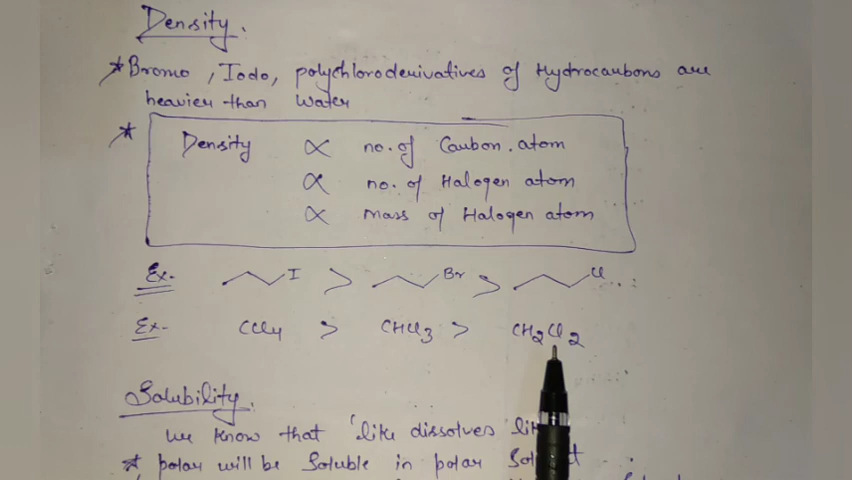 Density.
* Bromo, Iodo, polychloroderivatives of Hydrocarbons are
heavier than water
* Density ∝ no. of Carbon. atom
∝ no. of Halogen atom
∝ mass of Halogen atom
Ex. I > Br > Cl
Ex. CCl4 > CHCl3 > CH2Cl2
Solubility.
We know that 'like dissolves
* polar will be Soluble in polar